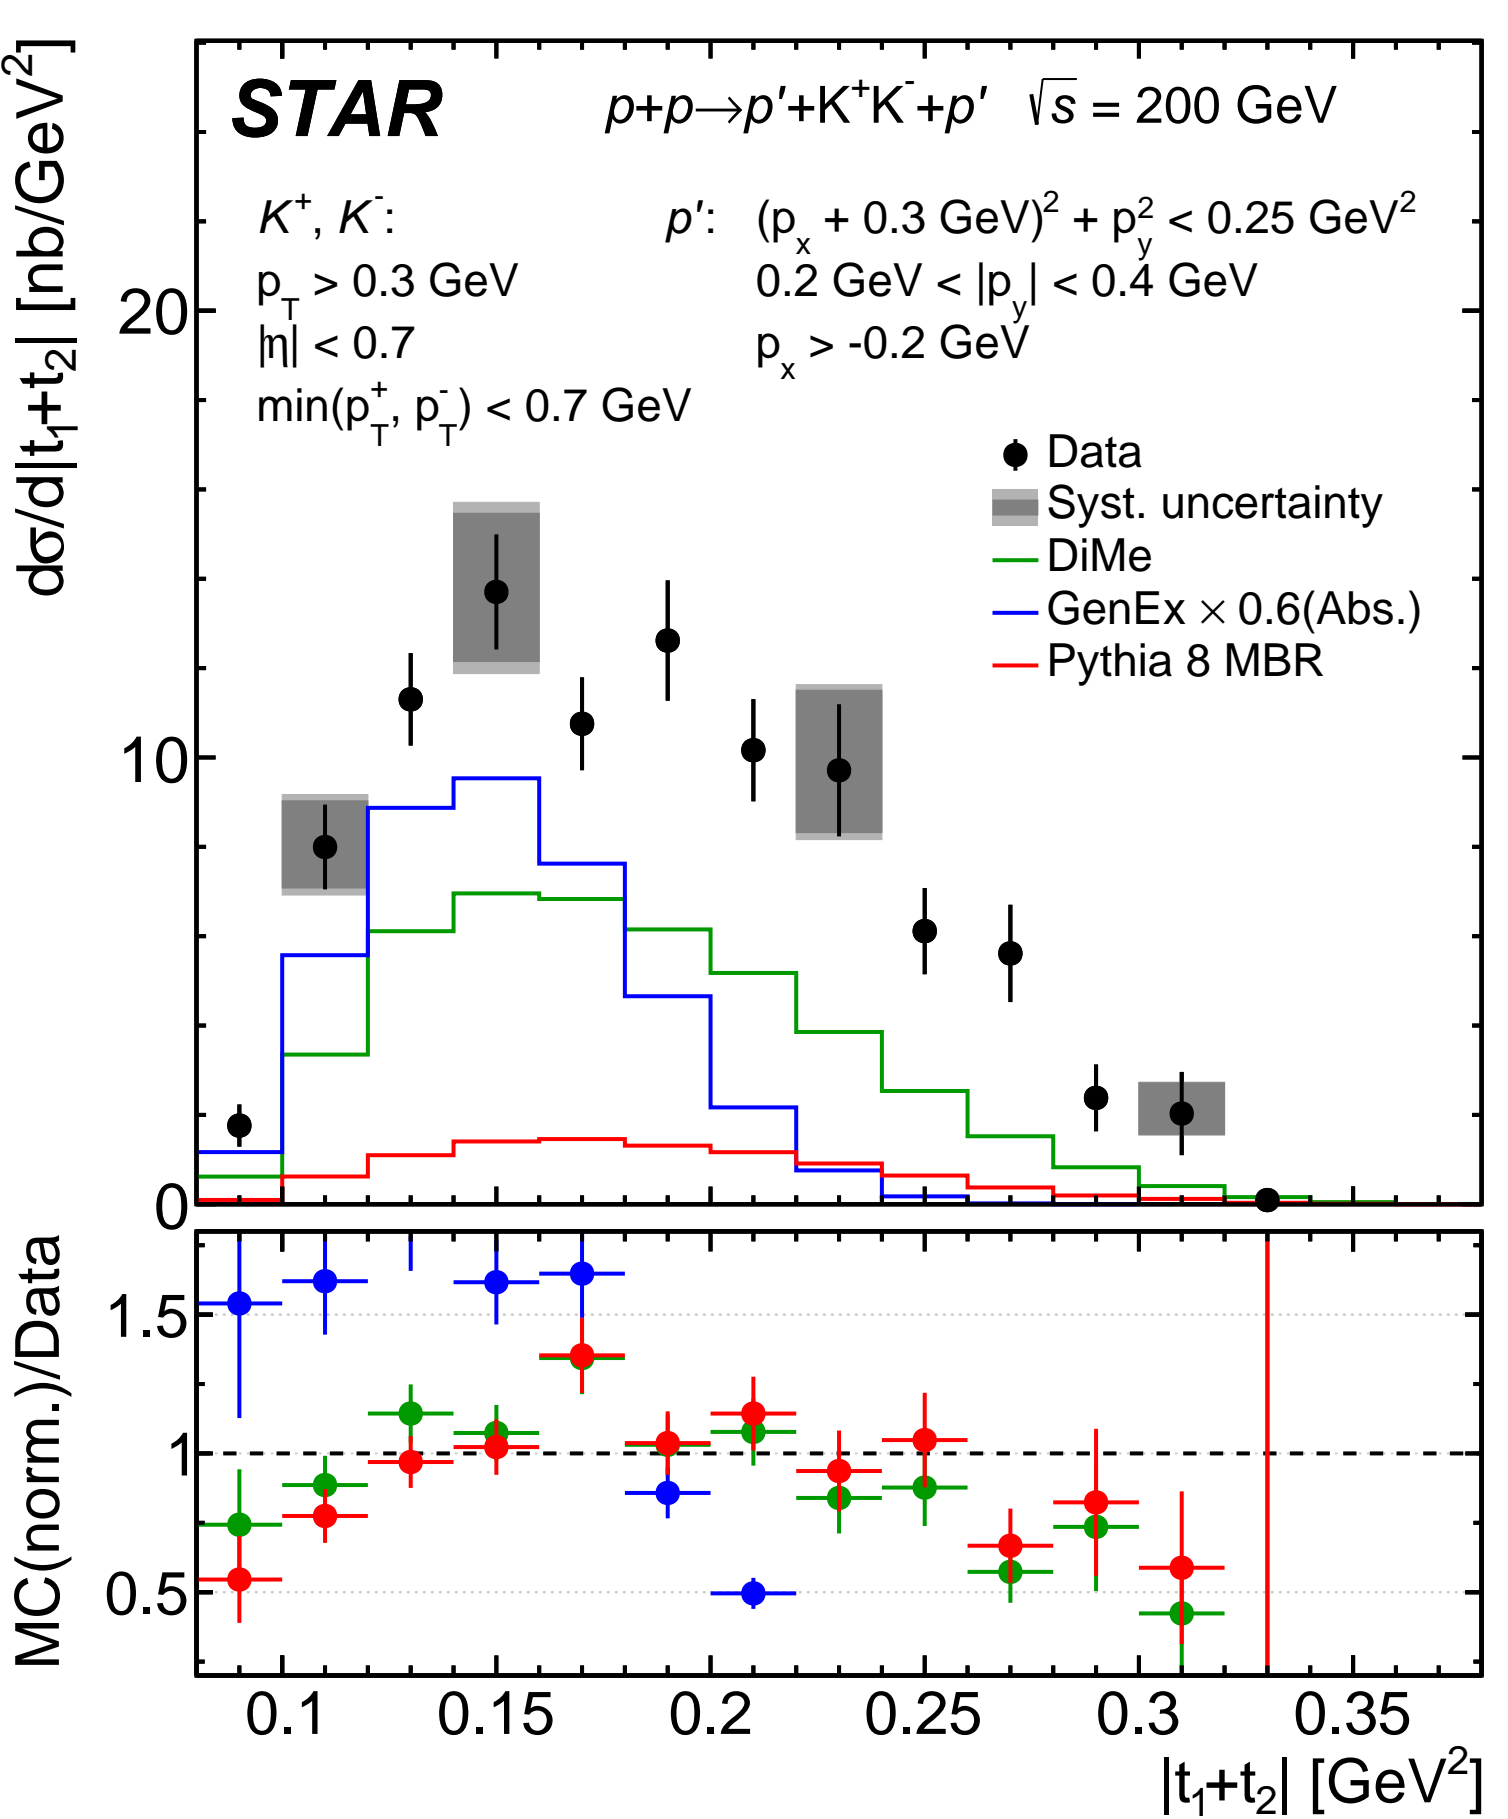 STAR p+p→p′+K⁺K⁻+p′ √s = 200 GeV
K⁺, K⁻: p′: (pₓ + 0.3 GeV)² + p_y² < 0.25 GeV²
p_T > 0.3 GeV 0.2 GeV < |p_y| < 0.4 GeV
|η| < 0.7 pₓ > -0.2 GeV
min(p_T⁺, p_T⁻) < 0.7 GeV
Data
Syst. uncertainty
DiMe
GenEx × 0.6(Abs.)
Pythia 8 MBR
dσ/d|t₁+t₂| [nb/GeV²]
20
10
0
MC(norm.)/Data
1.5
1
0.5
0.1 0.15 0.2 0.25 0.3 0.35
|t₁+t₂| [GeV²]